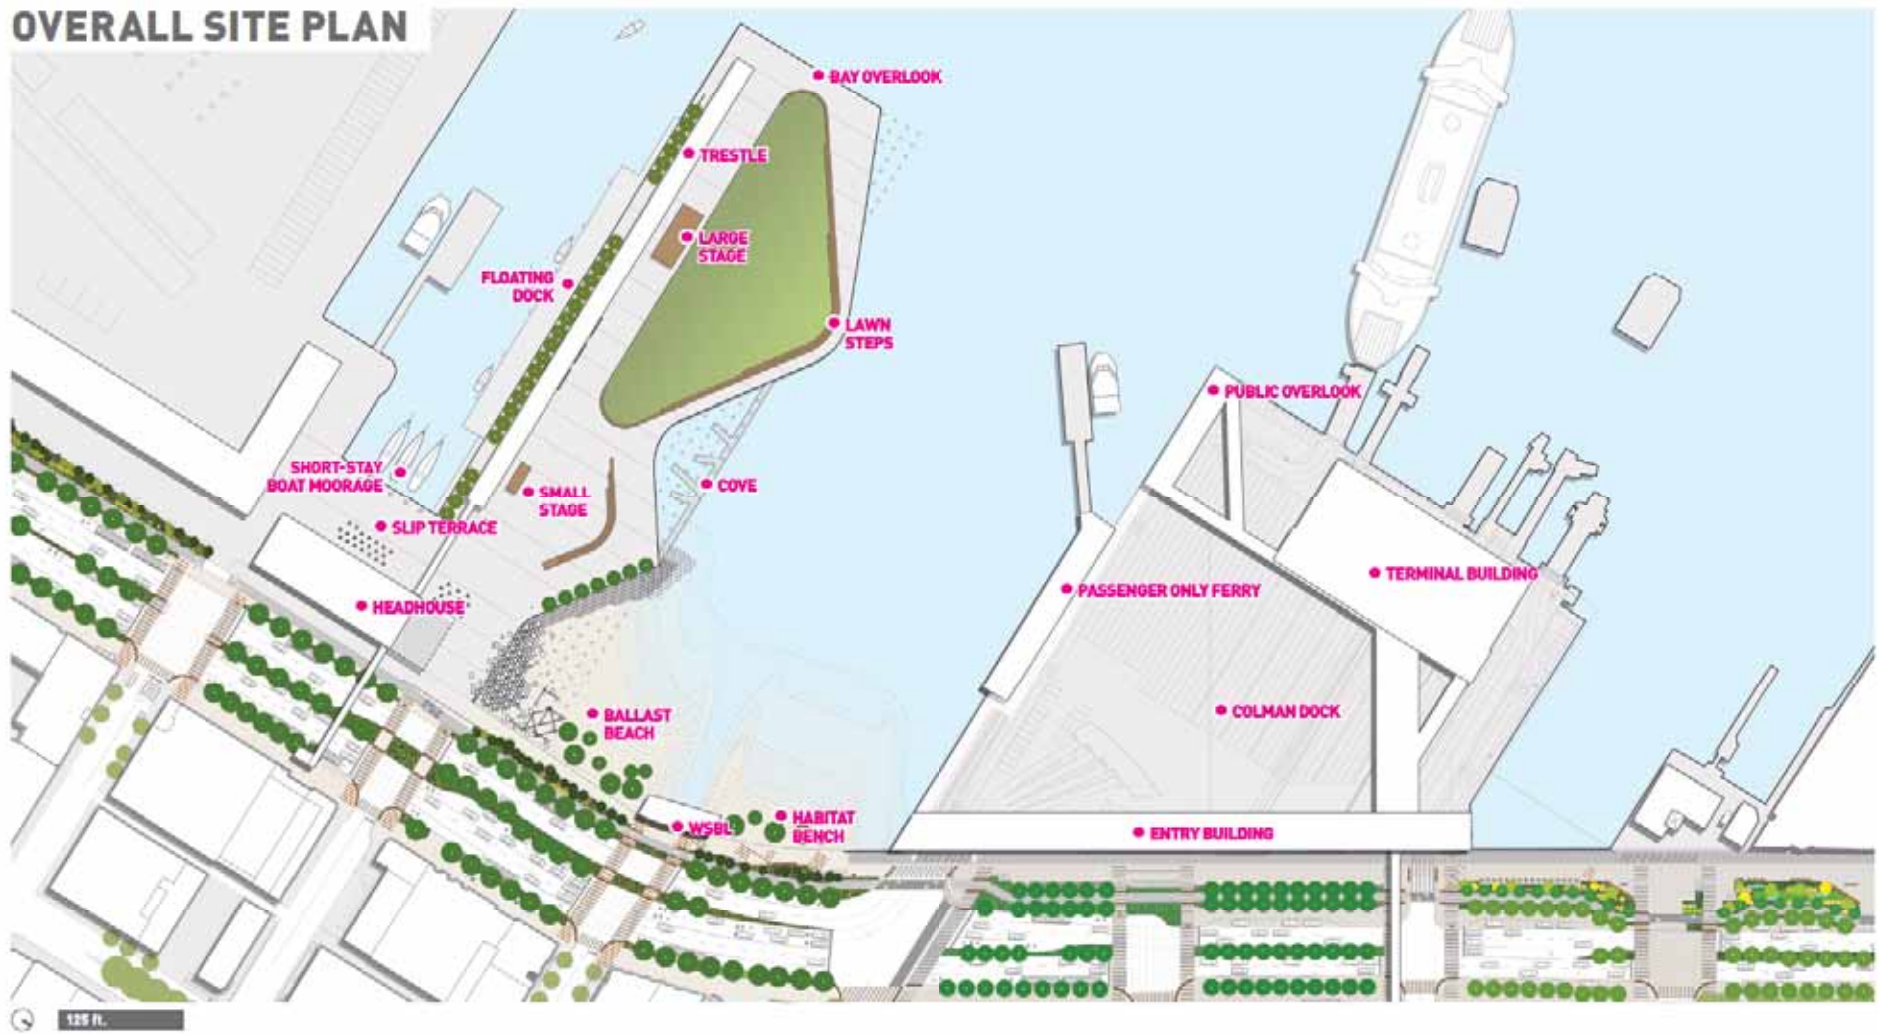 OVERALL SITE PLAN
BAY OVERLOOK
TRESTLE
LARGE
STAGE
FLOATING
DOCK
LAWN
STEPS
PUBLIC OVERLOOK
SHORT-STAY
BOAT MOORAGE
COVE
SMALL
STAGE
SLIP TERRACE
TERMINAL BUILDING
PASSENGER ONLY FERRY
HEADHOUSE
BALLAST
BEACH
COLMAN DOCK
HABITAT
BENCH
WSBL
ENTRY BUILDING
125 ft.